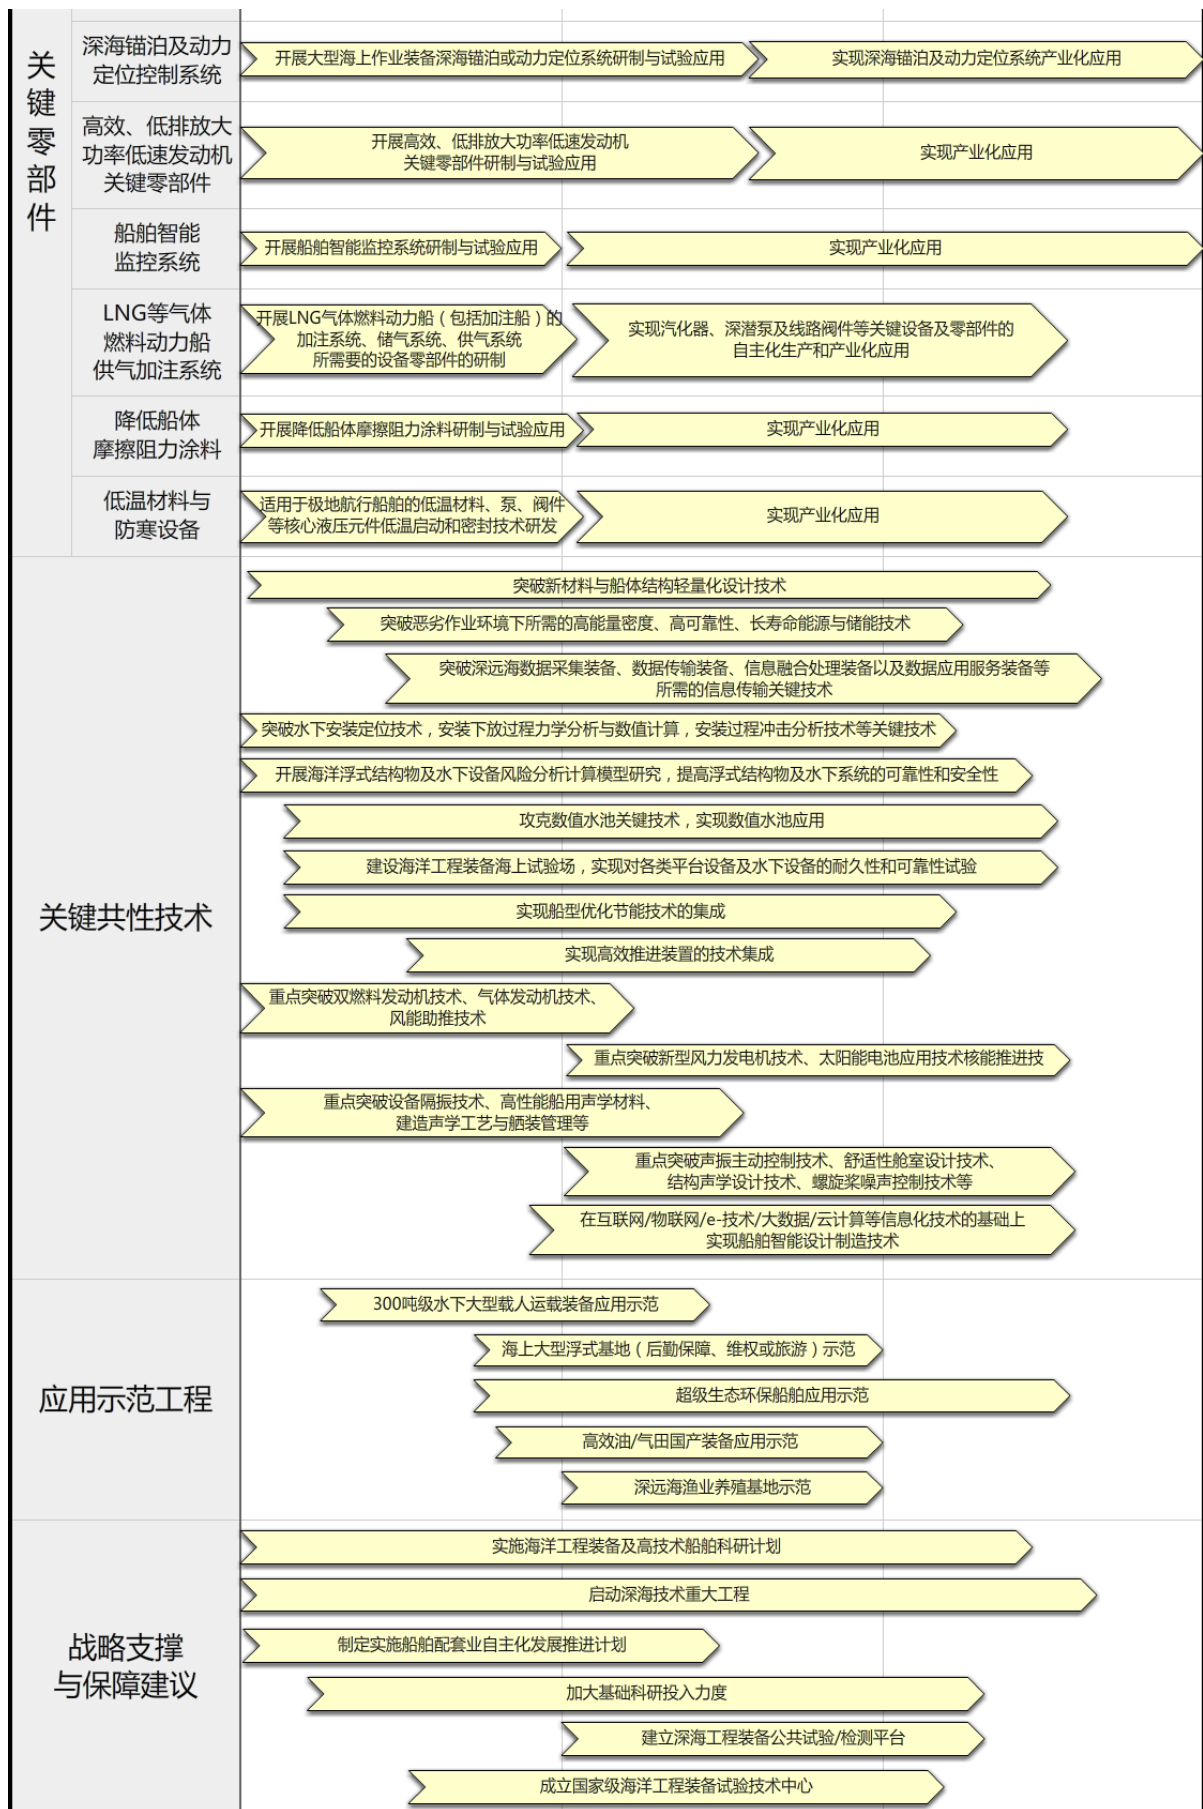 关键零部件
深海锚泊及动力
定位控制系统
开展大型海上作业装备深海锚泊或动力定位系统研制与试验应用
实现深海锚泊及动力定位系统产业化应用
高效、低排放大
功率低速发动机
关键零部件
开展高效、低排放大功率低速发动机
关键零部件研制与试验应用
实现产业化应用
船舶智能
监控系统
开展船舶智能监控系统研制与试验应用
实现产业化应用
LNG等气体
燃料动力船
供气加注系统
开展LNG气体燃料动力船（包括加注船）的
加注系统、储气系统、供气系统
所需要的设备零部件的研制
实现汽化器、深潜泵及线路阀件等关键设备及零部件的
自主化生产和产业化应用
降低船体
摩擦阻力涂料
开展降低船体摩擦阻力涂料研制与试验应用
实现产业化应用
低温材料与
防寒设备
适用于极地航行船舶的低温材料、泵、阀件
等核心液压元件低温启动和密封技术研发
实现产业化应用
关键共性技术
突破新材料与船体结构轻量化设计技术
突破恶劣作业环境下所需的高能量密度、高可靠性、长寿命能源与储能技术
突破深远海数据采集装备、数据传输装备、信息融合处理装备以及数据应用服务装备等
所需的信息传输关键技术
突破水下安装定位技术，安装下放过程力学分析与数值计算，安装过程冲击分析技术等关键技术
开展海洋浮式结构物及水下设备风险分析计算模型研究，提高浮式结构物及水下系统的可靠性和安全性
攻克数值水池关键技术，实现数值水池应用
建设海洋工程装备海上试验场，实现对各类平台设备及水下设备的耐久性和可靠性试验
实现船型优化节能技术的集成
实现高效推进装置的技术集成
重点突破双燃料发动机技术、气体发动机技术、
风能助推技术
重点突破新型风力发电机技术、太阳能电池应用技术核能推进技
重点突破设备隔振技术、高性能船用声学材料、
建造声学工艺与舾装管理等
重点突破声振主动控制技术、舒适性舱室设计技术、
结构声学设计技术、螺旋桨噪声控制技术等
在互联网/物联网/e-技术/大数据/云计算等信息化技术的基础上
实现船舶智能设计制造技术
应用示范工程
300吨级水下大型载人运载装备应用示范
海上大型浮式基地（后勤保障、维权或旅游）示范
超级生态环保船舶应用示范
高效油/气田国产装备应用示范
深远海渔业养殖基地示范
战略支撑
与保障建议
实施海洋工程装备及高技术船舶科研计划
启动深海技术重大工程
制定实施船舶配套业自主化发展推进计划
加大基础科研投入力度
建立深海工程装备公共试验/检测平台
成立国家级海洋工程装备试验技术中心